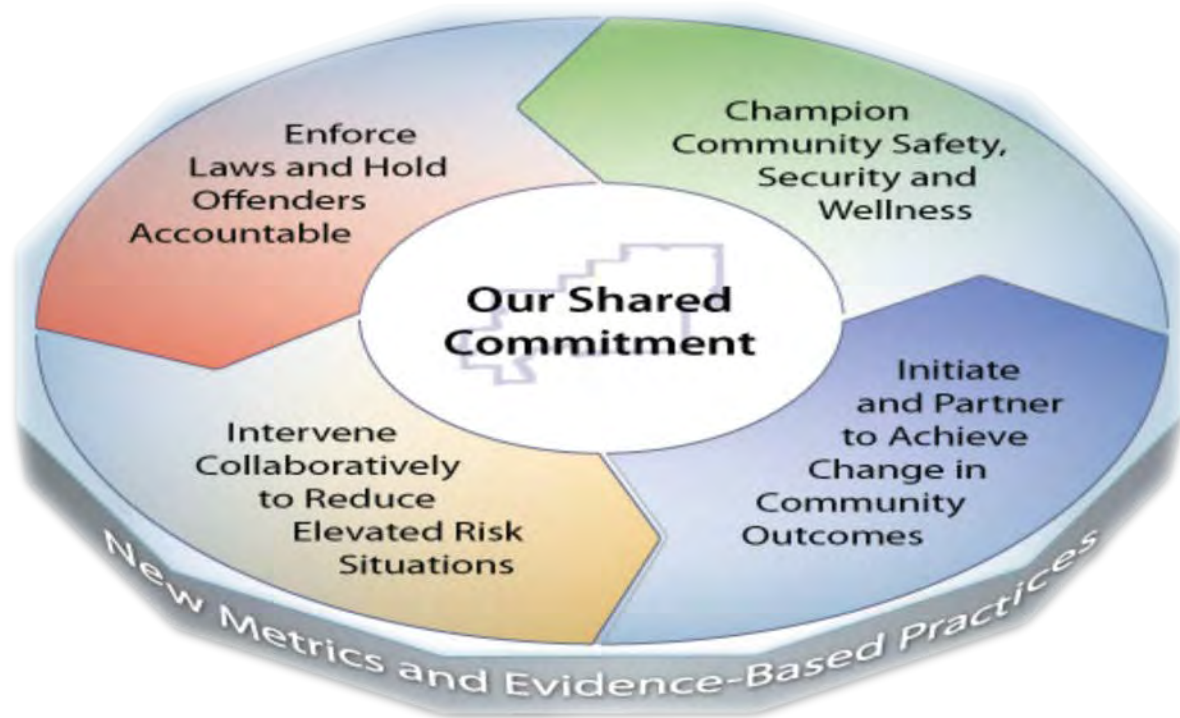 Enforce
Laws and Hold
Offenders
Accountable
Champion
Community Safety,
Security and
Wellness
Our Shared
Commitment
Intervene
Collaboratively
to Reduce
Elevated Risk
Situations
Initiate
and Partner
to Achieve
Change in
Community
Outcomes
New Metrics and Evidence-Based Practices